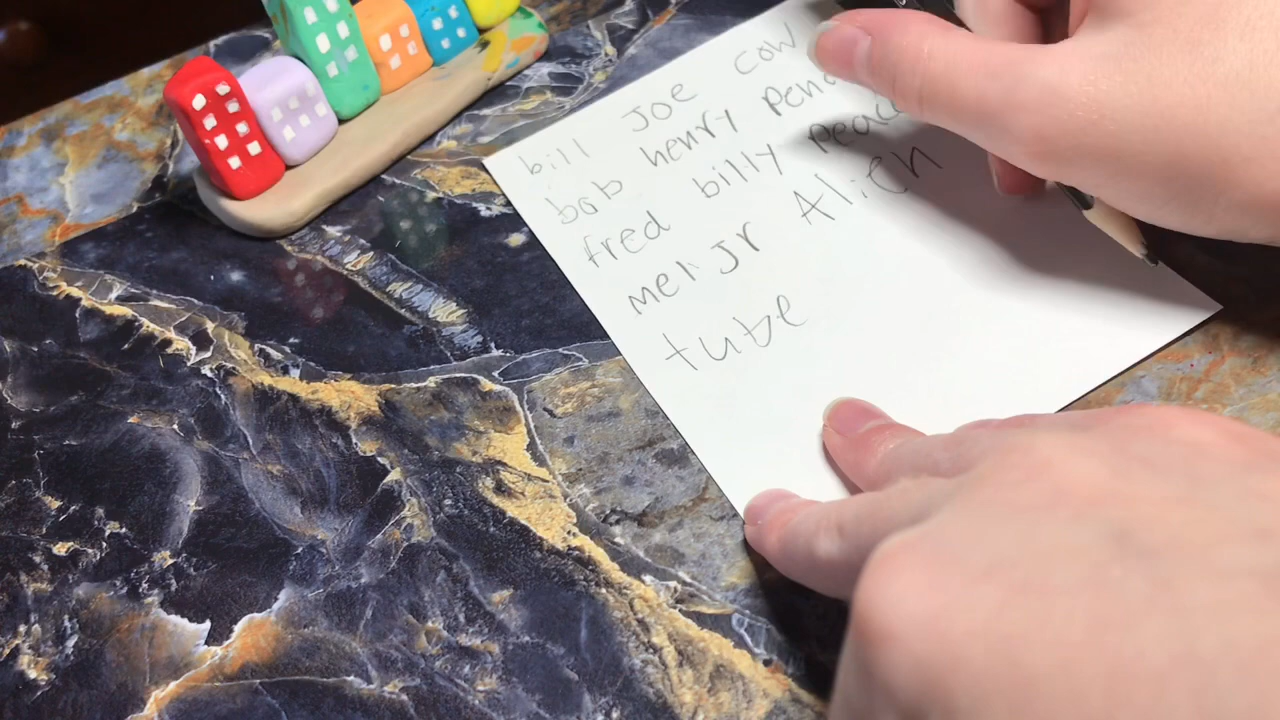 bill Joe cow
bob henry
fred billy
mel Jr Alien
tube